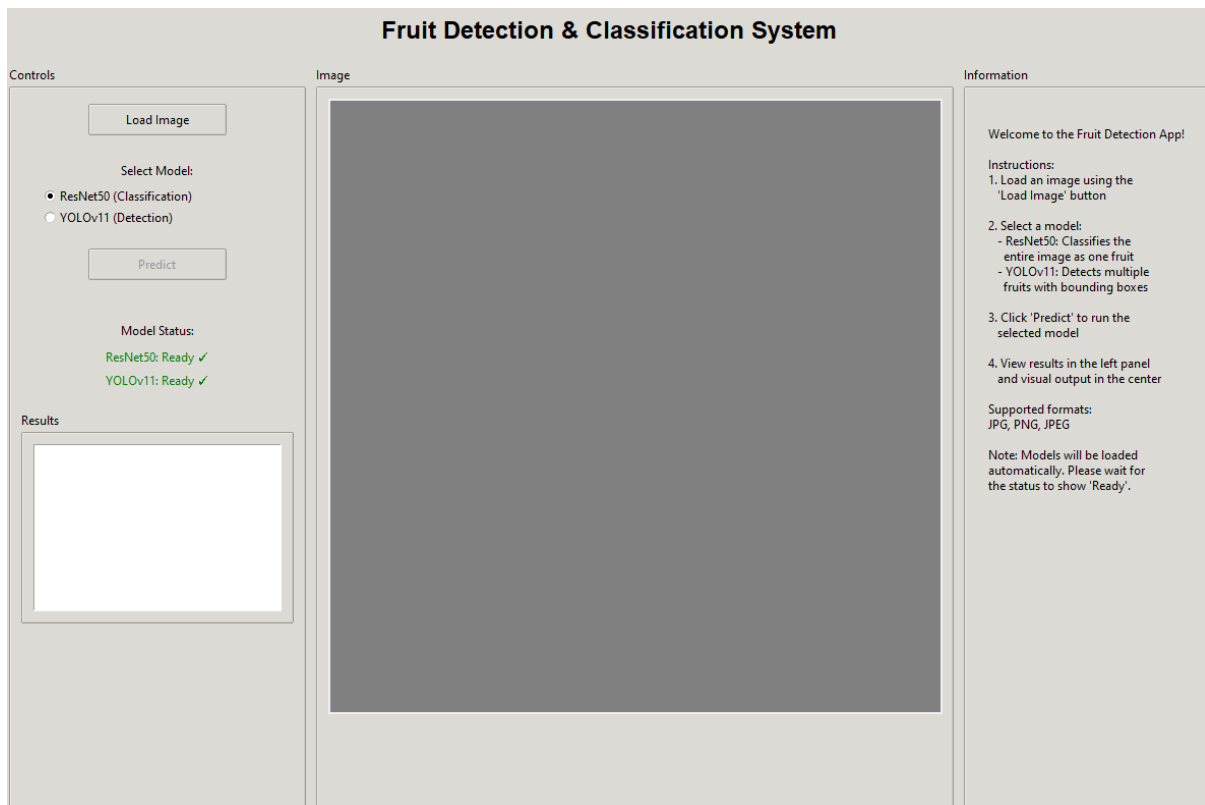 Fruit Detection & Classification System
Controls
Load Image
Select Model:
ResNet50 (Classification)
YOLOv11 (Detection)
Predict
Model Status:
ResNet50: Ready ✓
YOLOv11: Ready ✓
Results
Image
Information
Welcome to the Fruit Detection App!
Instructions:
1. Load an image using the
'Load Image' button
2. Select a model:
- ResNet50: Classifies the
entire image as one fruit
- YOLOv11: Detects multiple
fruits with bounding boxes
3. Click 'Predict' to run the
selected model
4. View results in the left panel
and visual output in the center
Supported formats:
JPG, PNG, JPEG
Note: Models will be loaded
automatically. Please wait for
the status to show 'Ready'.